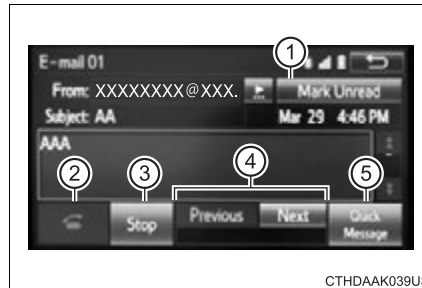 1
E-mail 01
From: XXXXXXXX@XXX. Mark Unread
Subject: AA Mar 29 4:46 PM
AAA
2 3 4 5
Stop Previous Next Quick Message
CTHDAAK039U